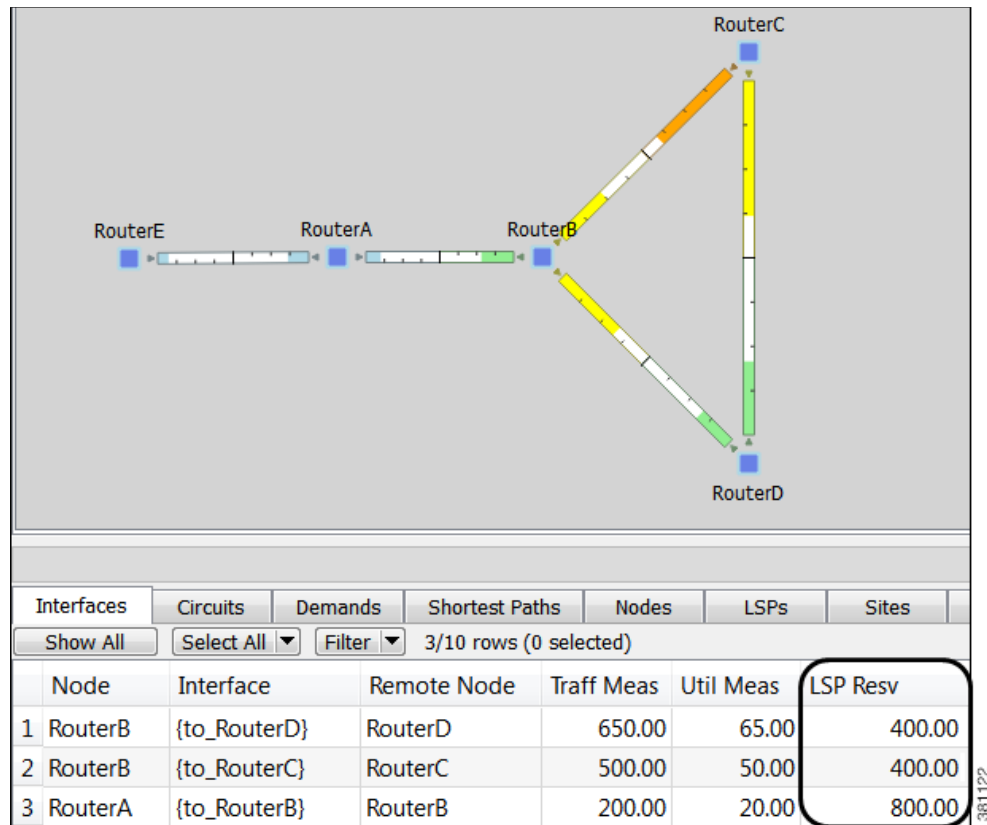 RouterC
RouterE
RouterA
RouterB
RouterD
Interfaces Circuits Demands Shortest Paths Nodes LSPs Sites
Show All Select All Filter 3/10 rows (0 selected)
Node Interface Remote Node Traff Meas Util Meas LSP Resv
1 RouterB {to_RouterD} RouterD 650.00 65.00 400.00
2 RouterB {to_RouterC} RouterC 500.00 50.00 400.00
3 RouterA {to_RouterB} RouterB 200.00 20.00 800.00
381122